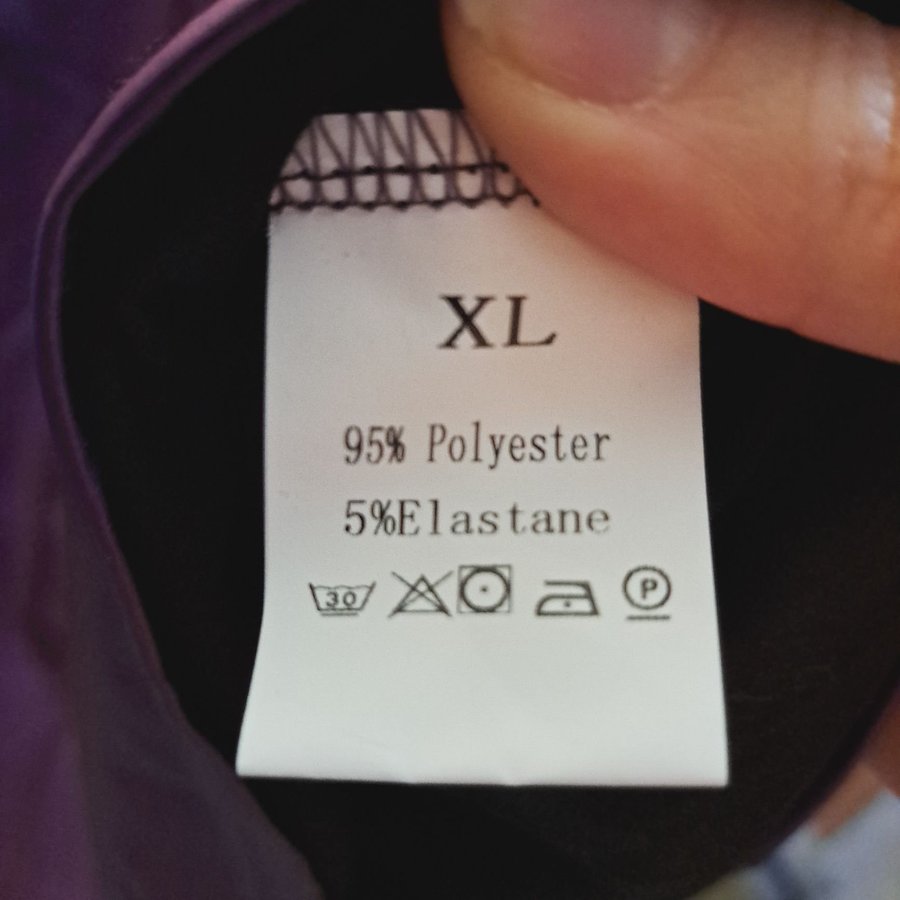 XL
95% Polyester
5%Elastane
30 P